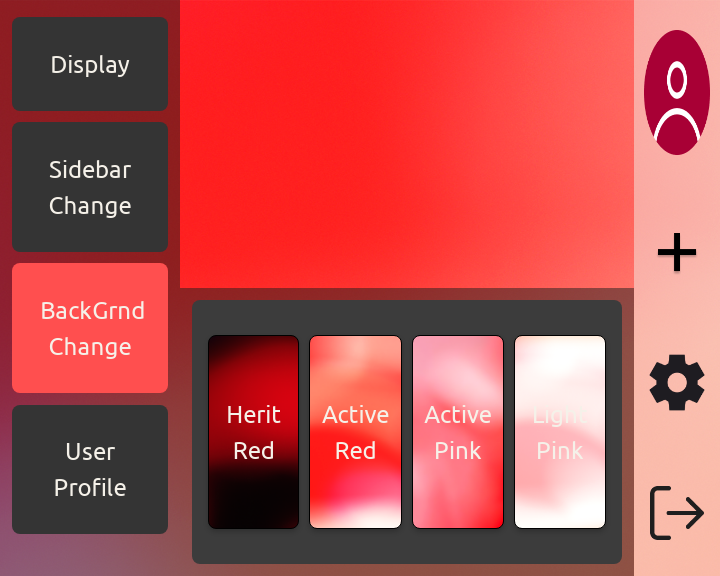 Display
Sidebar
Change
BackGrnd
Change
User
Profile
Herit
Red
Active
Red
Active
Pink
Light
Pink